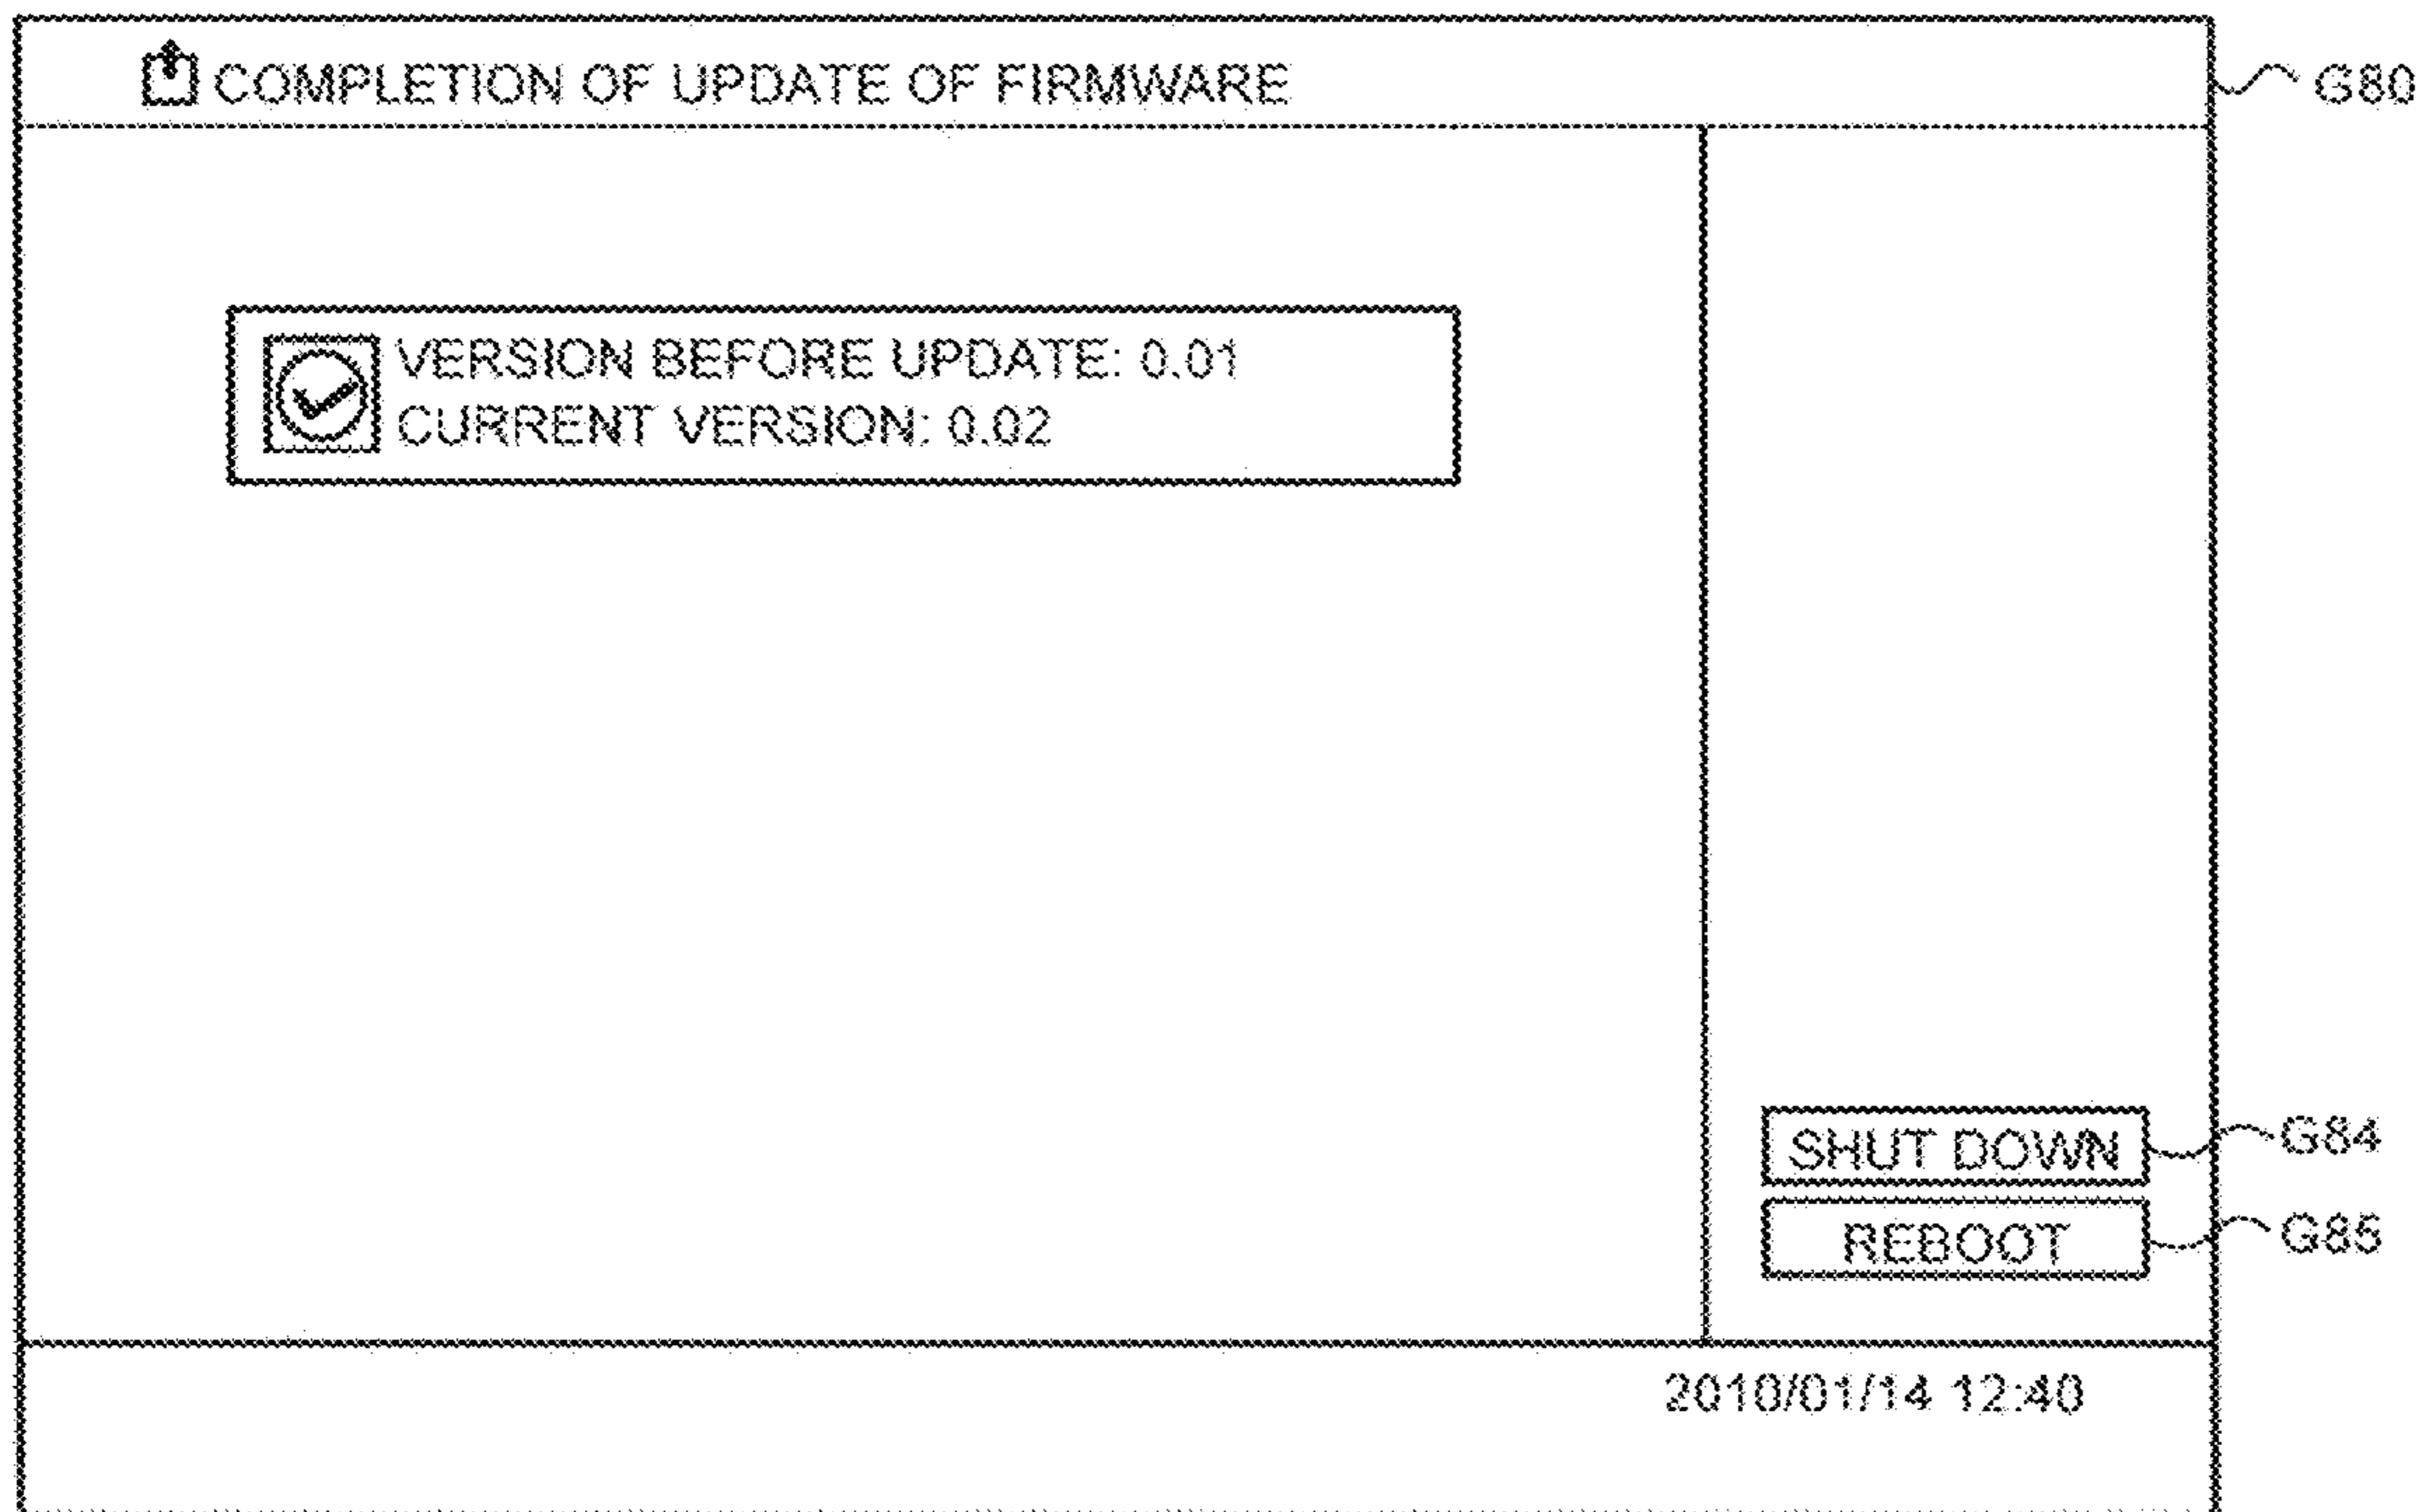 COMPLETION OF UPDATE OF FIRMWARE
G80
VERSION BEFORE UPDATE: 0.01
CURRENT VERSION: 0.02
SHUT DOWN
G84
REBOOT
G85
2010/01/14 12:40